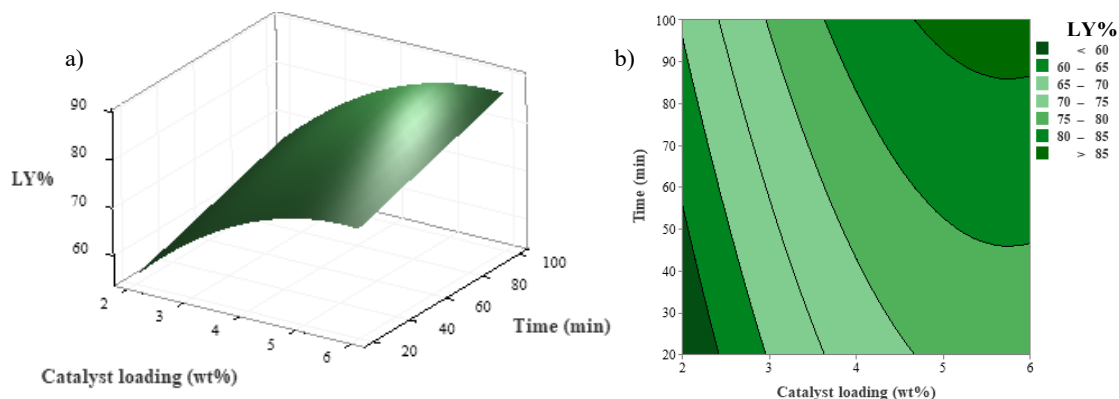 a)
90
80
70
60
LY%
2
3
4
5
6
Catalyst loading (wt%)
20
40
60
80
100
Time (min)
b)
100
90
80
70
60
50
40
30
20
Time (min)
2
3
4
5
6
Catalyst loading (wt%)
LY%
< 60
60 – 65
65 – 70
70 – 75
75 – 80
80 – 85
> 85